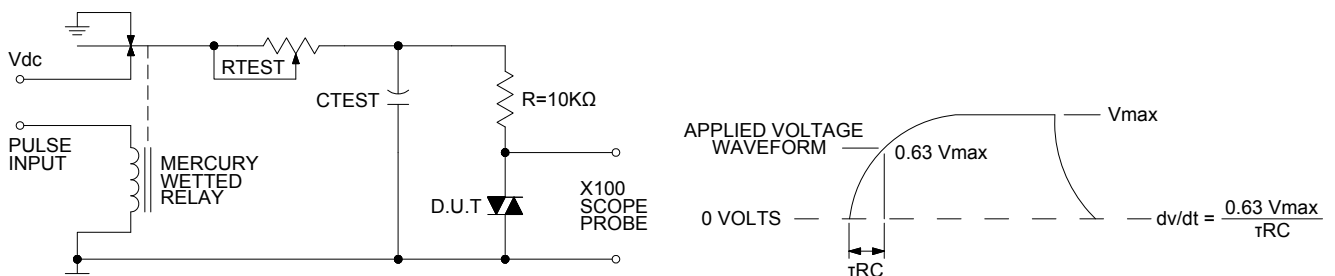 Vdc
RTEST
CTEST
R=10KΩ
PULSE
INPUT
MERCURY
WETTED
RELAY
D.U.T
X100
SCOPE
PROBE
APPLIED VOLTAGE
WAVEFORM
0.63 Vmax
Vmax
0 VOLTS
dv/dt = 0.63 Vmax
τRC
τRC